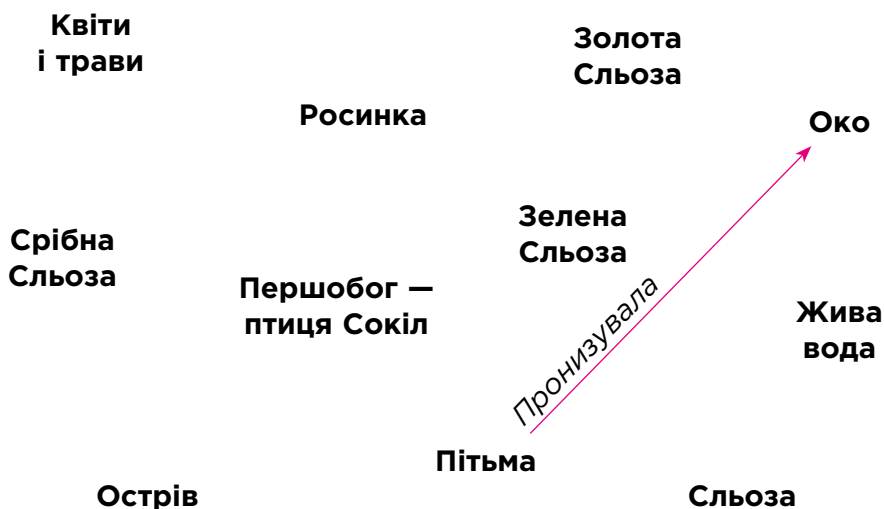 Квіти
і трави
Золота
Сльоза
Росинка
Око
Зелена
Сльоза
Срібна
Сльоза
Першобог —
птиця Сокіл
Пронизувала
Жива
вода
Пітьма
Острів
Сльоза